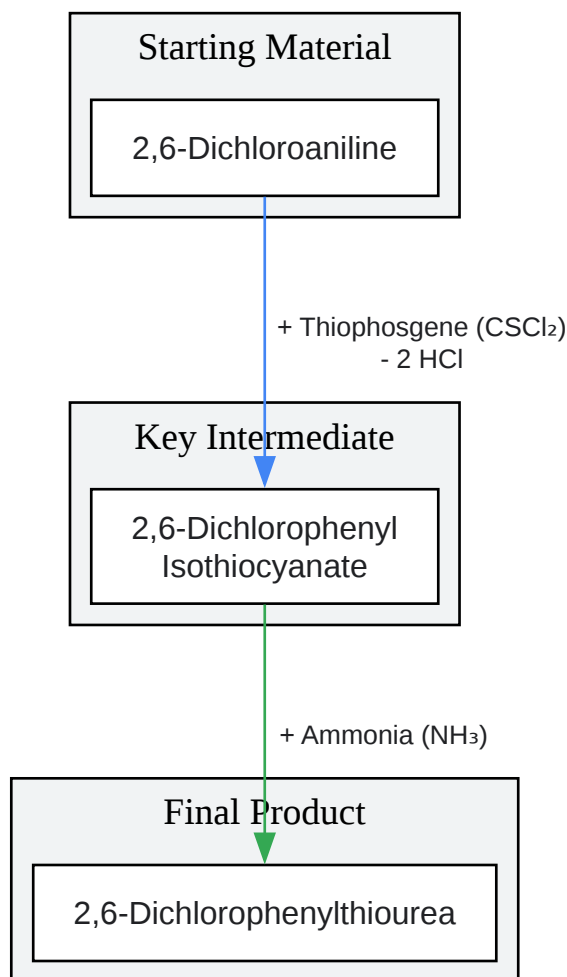 Starting Material
2,6-Dichloroaniline
+ Thiophosgene (CSCl₂)
- 2 HCl
Key Intermediate
2,6-Dichlorophenyl
Isothiocyanate
+ Ammonia (NH₃)
Final Product
2,6-Dichlorophenylthiourea